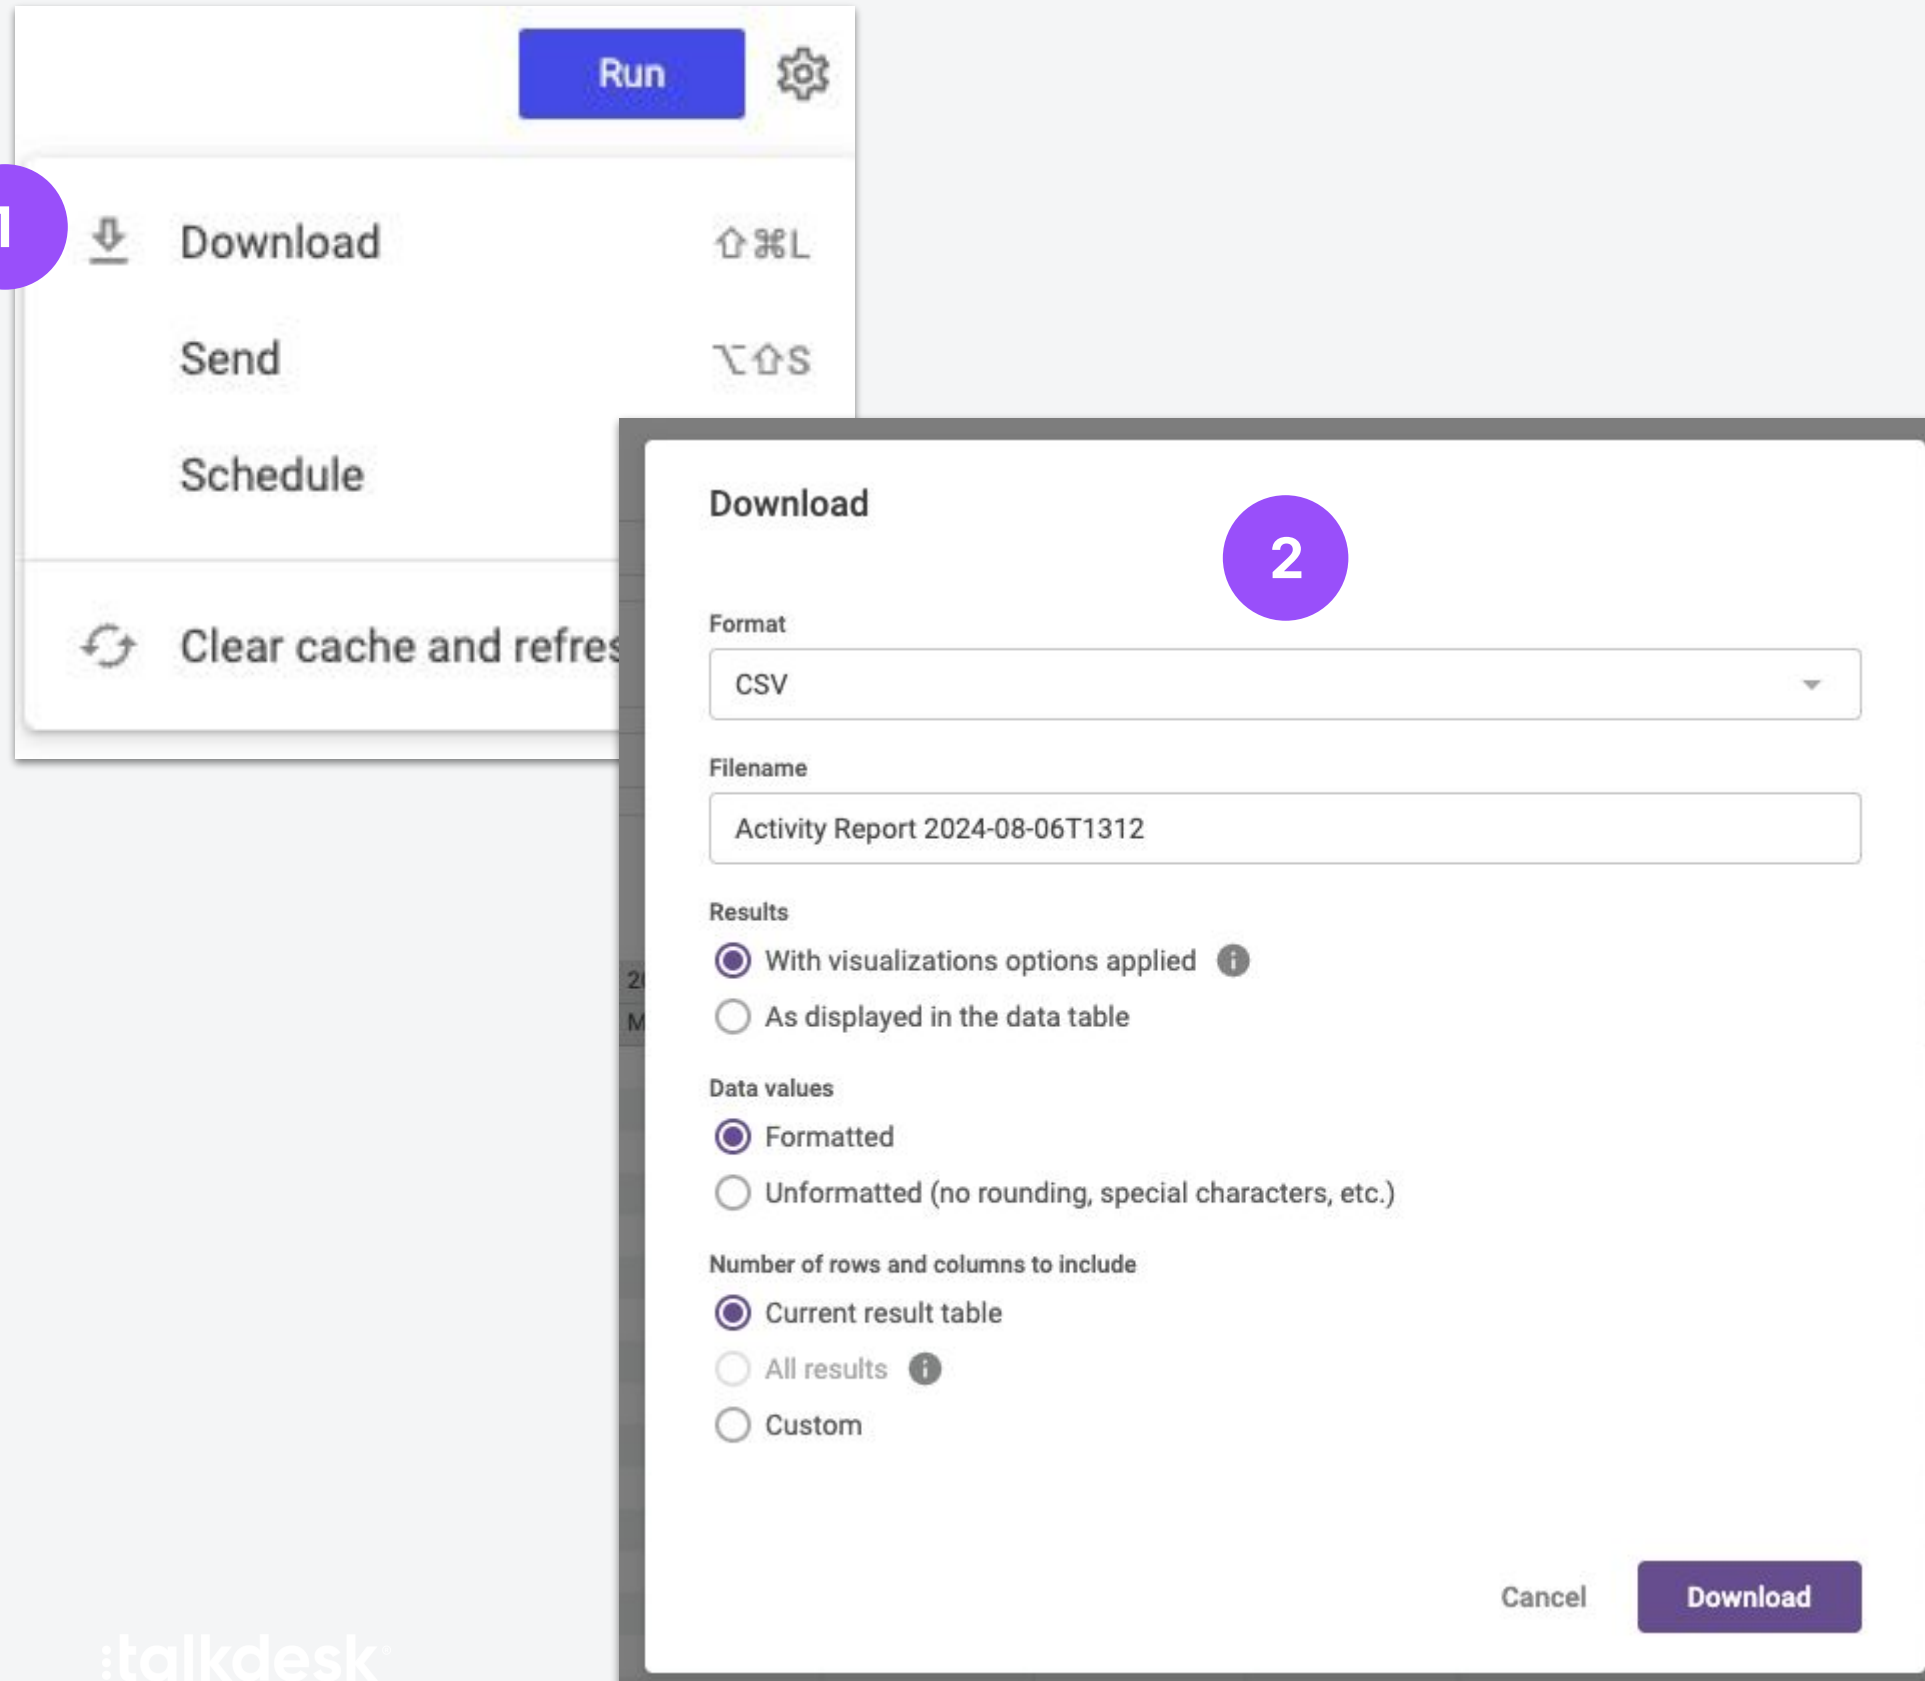 Run
1
Download ⇧⌘L
Send ⌥⇧S
Schedule
Clear cache and refres
Download
2
Format
CSV
Filename
Activity Report 2024-08-06T1312
Results
With visualizations options applied
As displayed in the data table
Data values
Formatted
Unformatted (no rounding, special characters, etc.)
Number of rows and columns to include
Current result table
All results
Custom
Cancel
Download
20
M
:talkdesk